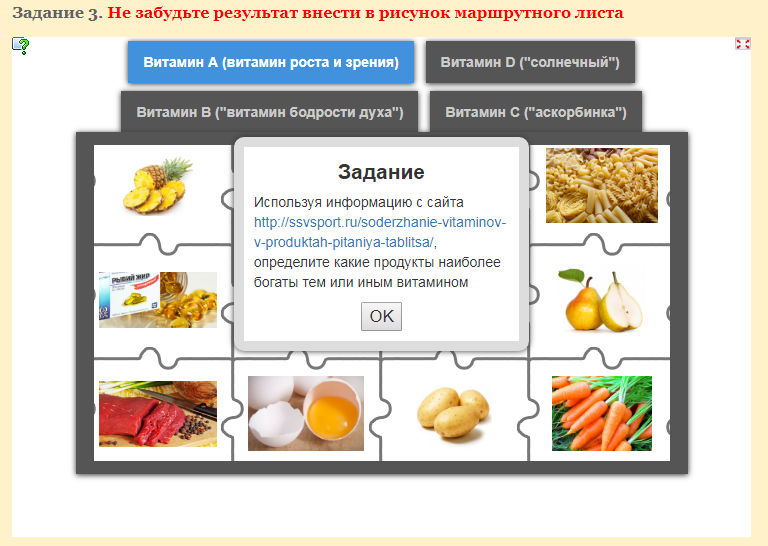 Задание 3. Не забудьте результат внести в рисунок маршрутного листа
Витамин А (витамин роста и зрения)
Витамин D ("солнечный")
Витамин В ("витамин бодрости духа")
Витамин С ("аскорбинка")
Задание
Используя информацию с сайта
http://ssvsport.ru/soderzhanie-vitaminov-
v-produktah-pitaniya-tablitsa/,
определите какие продукты наиболее
богаты тем или иным витамином
OK
РЫБИЙ ЖИР